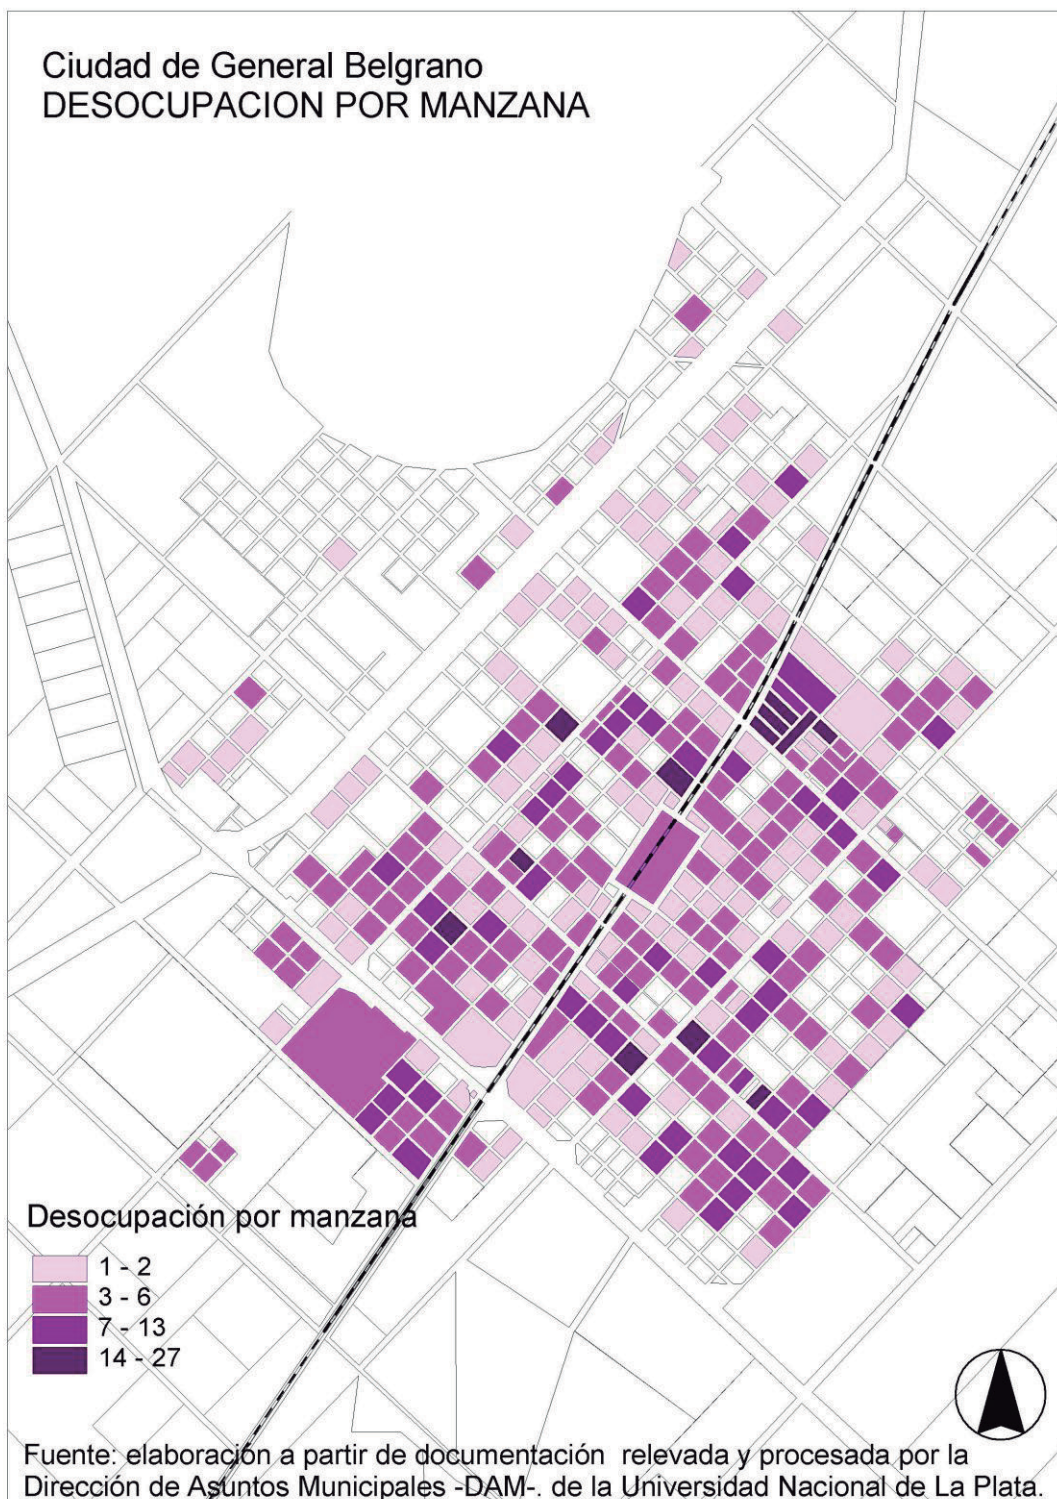 Ciudad de General Belgrano
DESOCUPACION POR MANZANA
Desocupación por manzana
1 - 2
3 - 6
7 - 13
14 - 27
Fuente: elaboración a partir de documentación relevada y procesada por la
Dirección de Asuntos Municipales -DAM-. de la Universidad Nacional de La Plata.